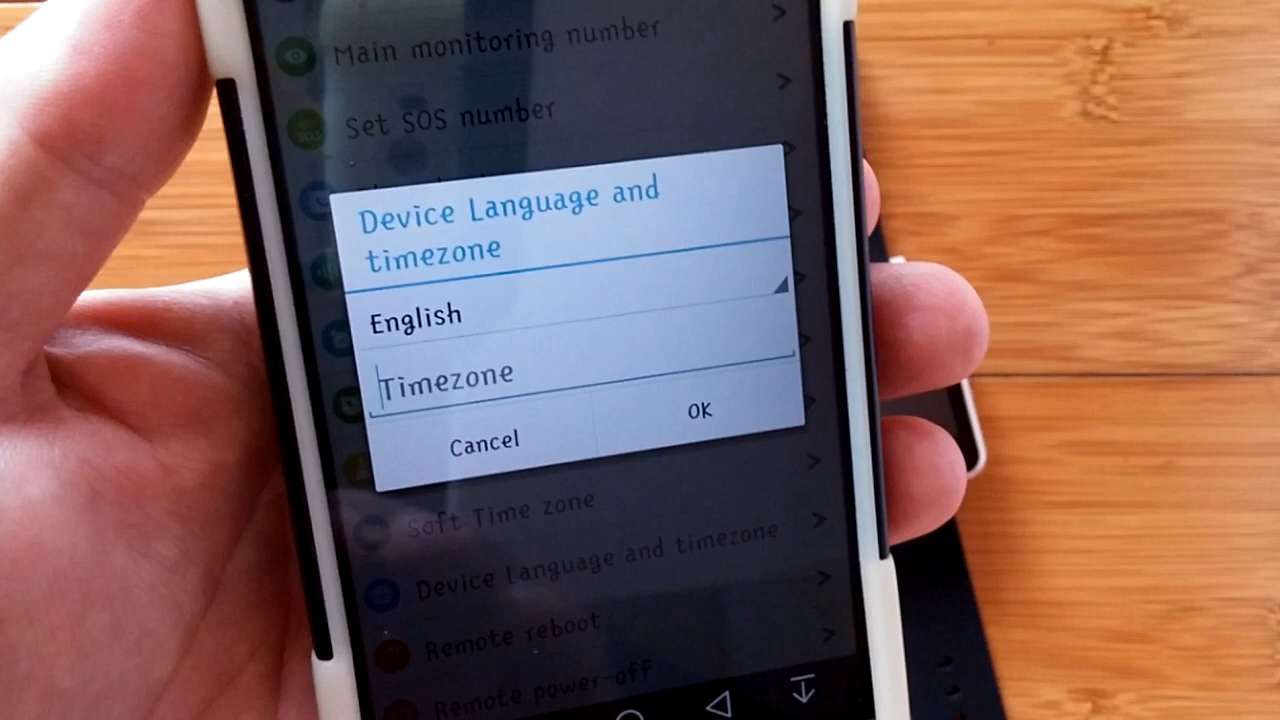 Main monitoring number
Set SOS number
Device Language and
timezone
English
Timezone
Cancel
OK
Soft Time zone
Device Language and timezone
Remote reboot
Remote power-off